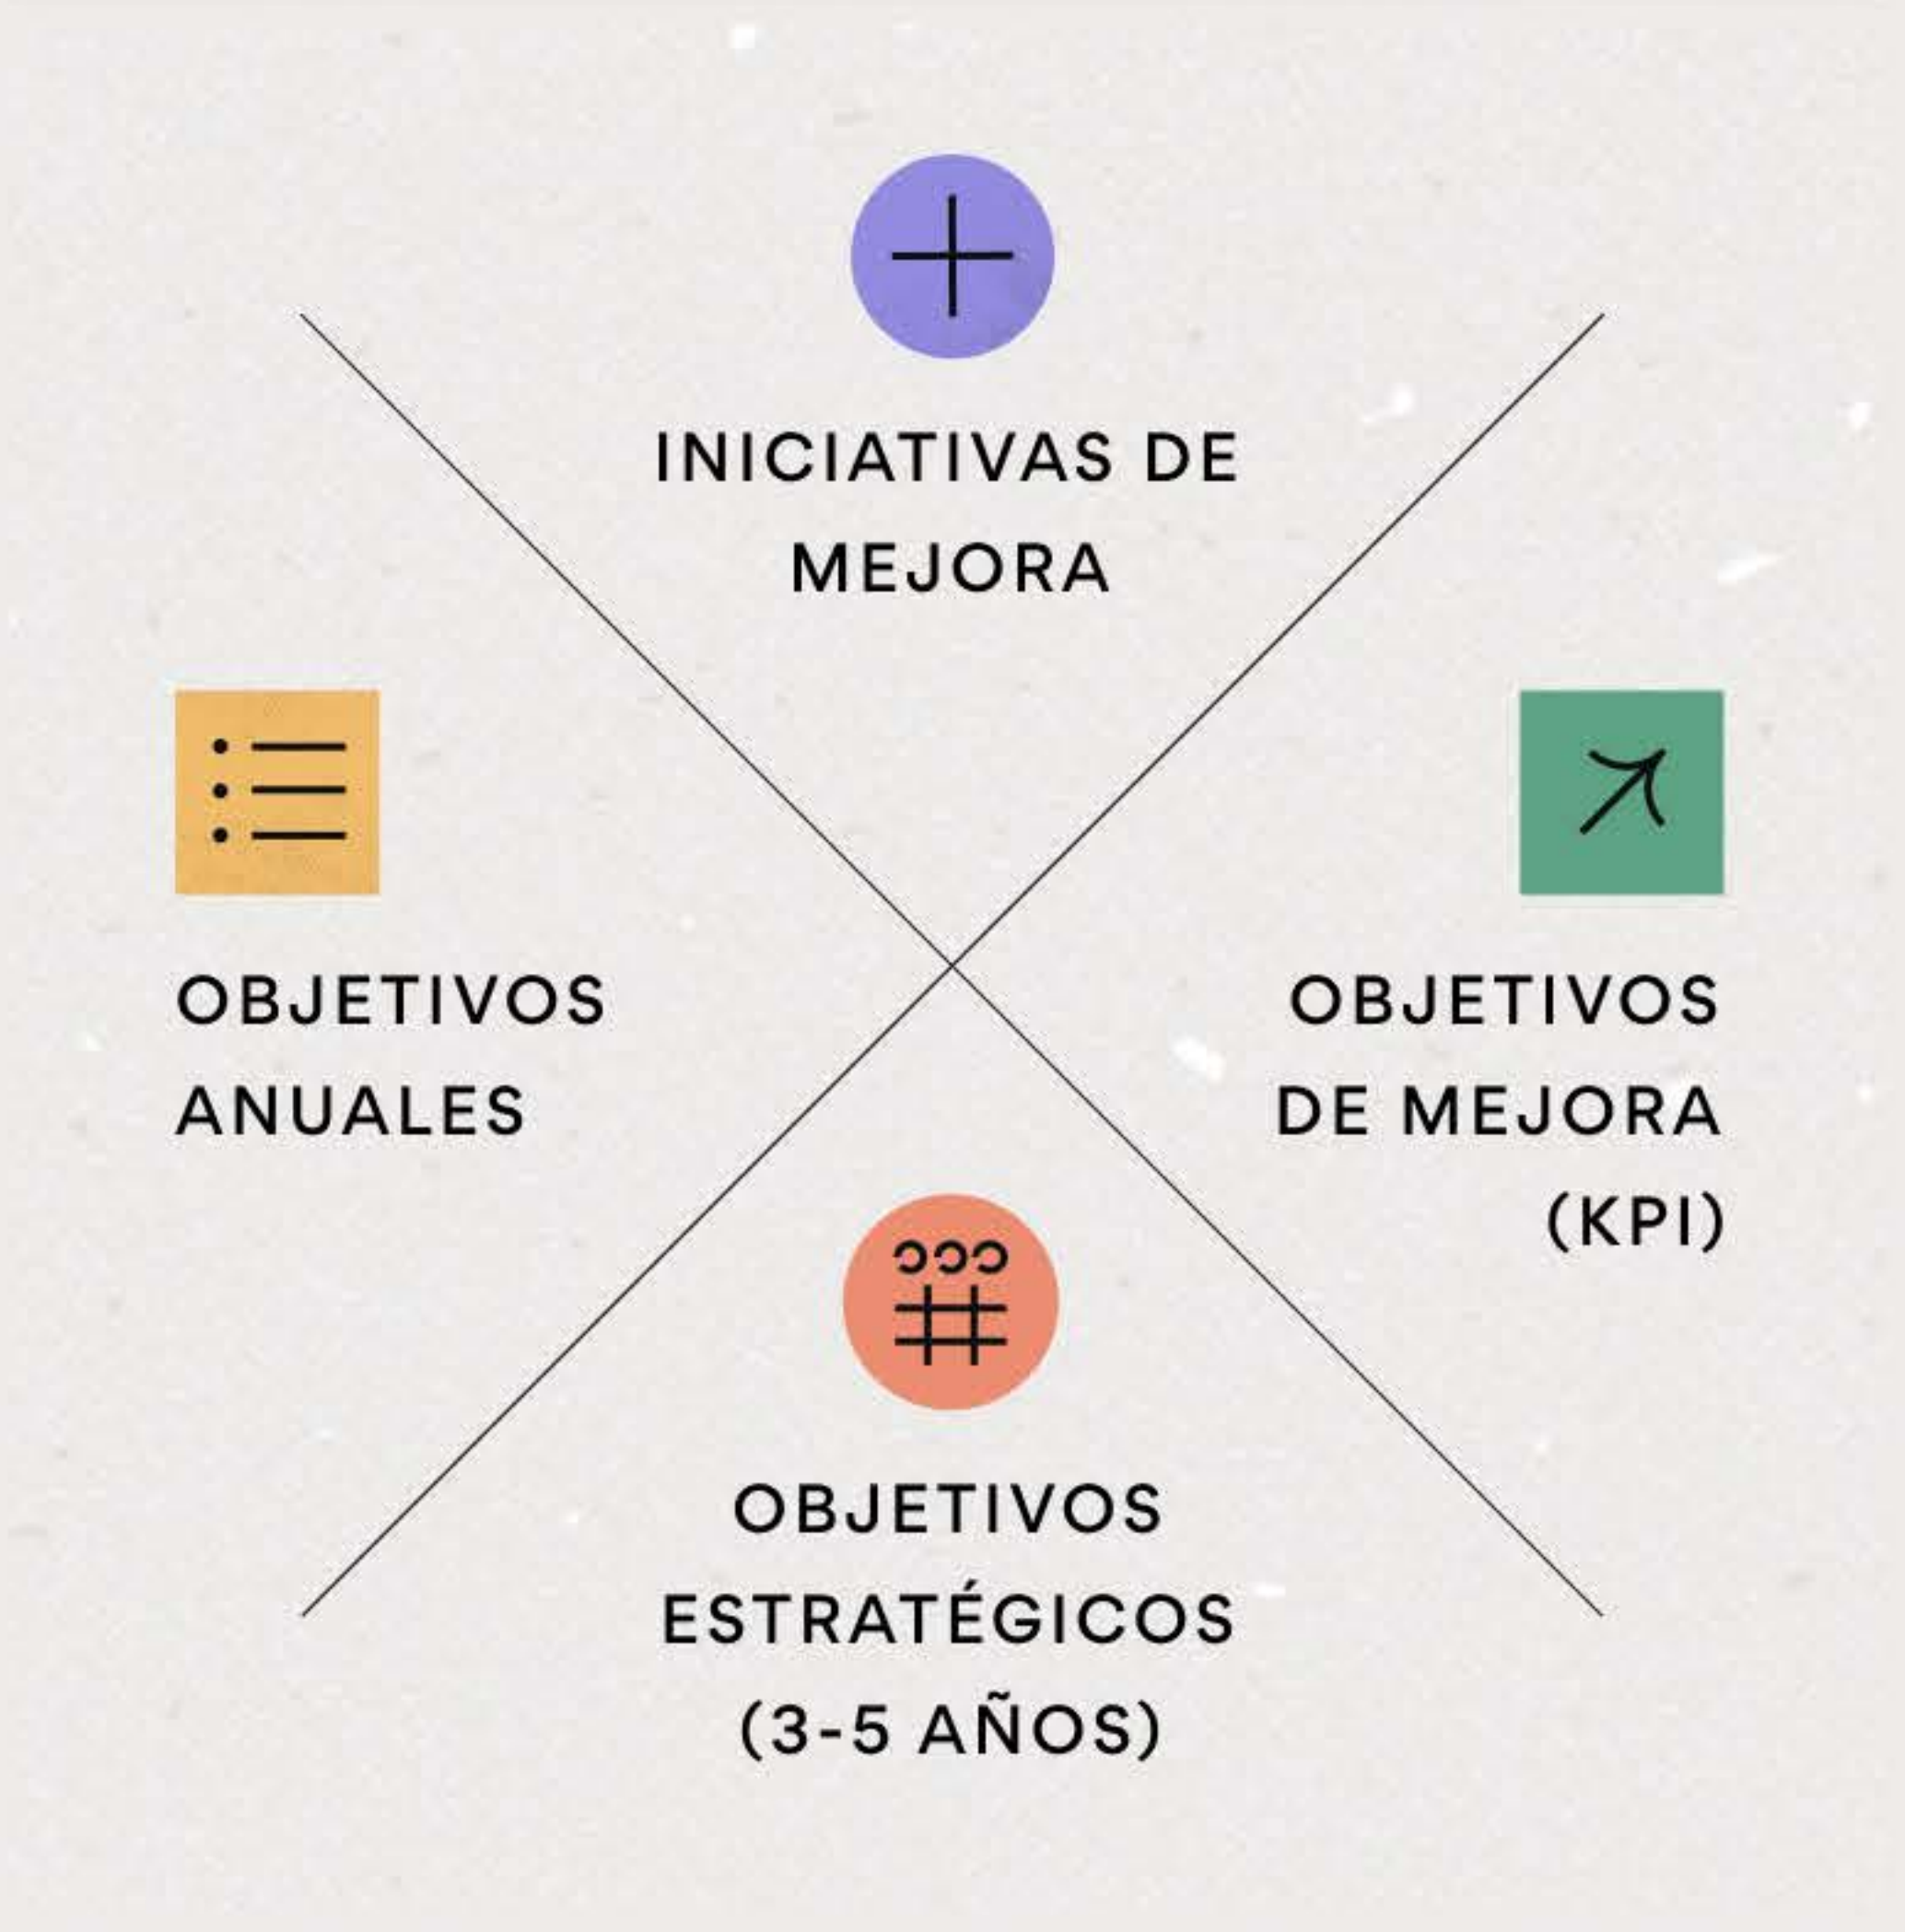 INICIATIVAS DE
MEJORA
OBJETIVOS
ANUALES
OBJETIVOS
DE MEJORA
(KPI)
OBJETIVOS
ESTRATÉGICOS
(3-5 AÑOS)